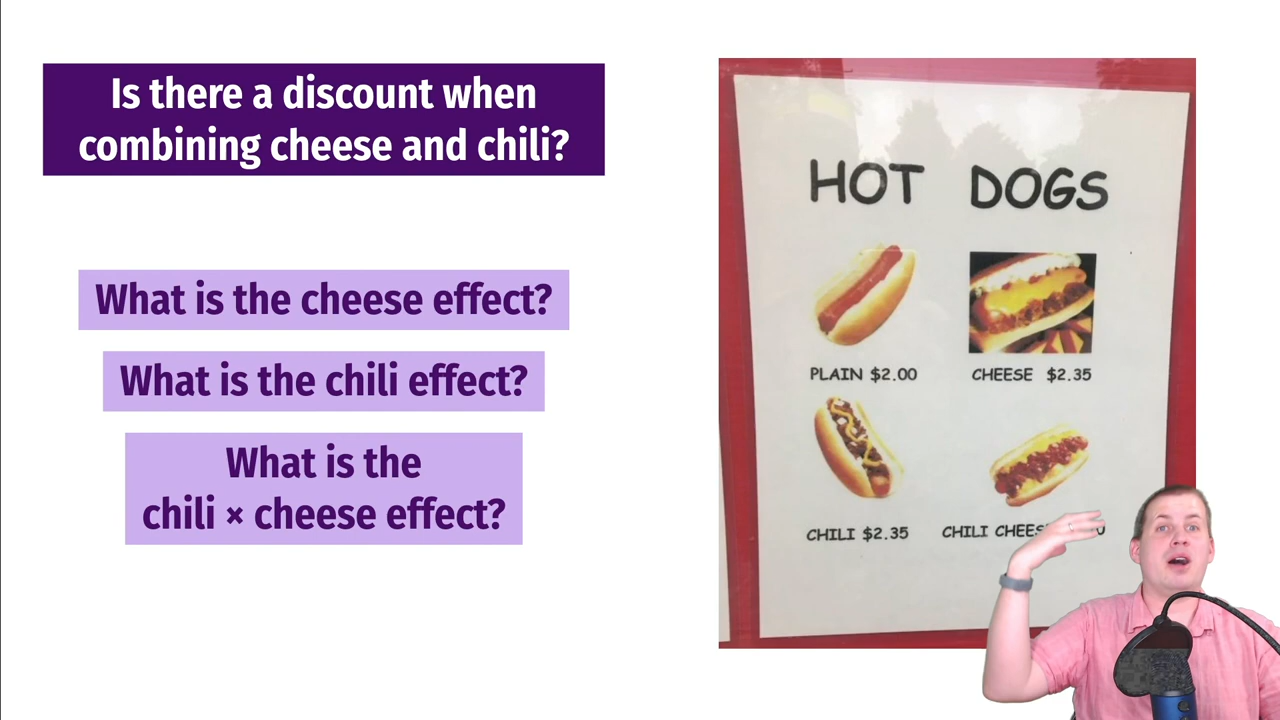 Is there a discount when
combining cheese and chili?
What is the cheese effect?
What is the chili effect?
What is the
chili × cheese effect?
HOT DOGS
PLAIN $2.00 CHEESE $2.35
CHILI $2.35 CHILI